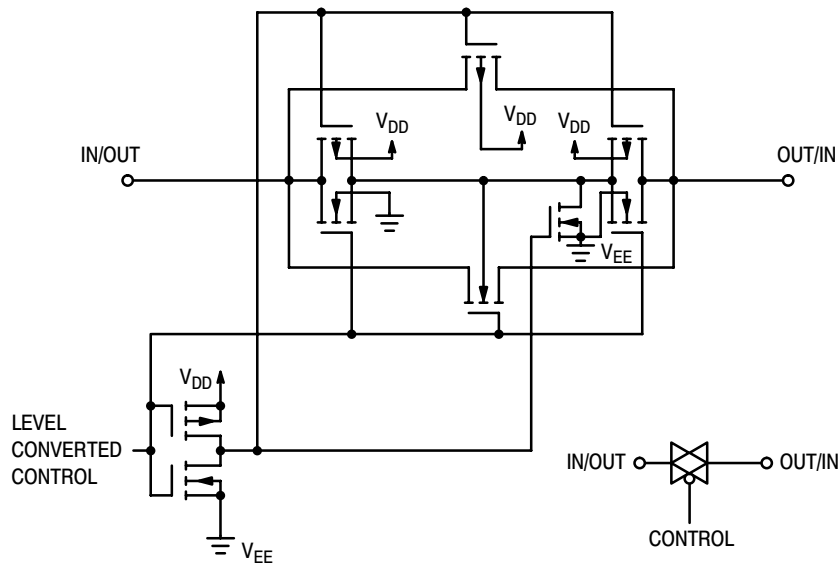 V_DD
V_DD
V_DD
IN/OUT
OUT/IN
V_EE
V_DD
LEVEL
CONVERTED
CONTROL
V_EE
IN/OUT
OUT/IN
CONTROL